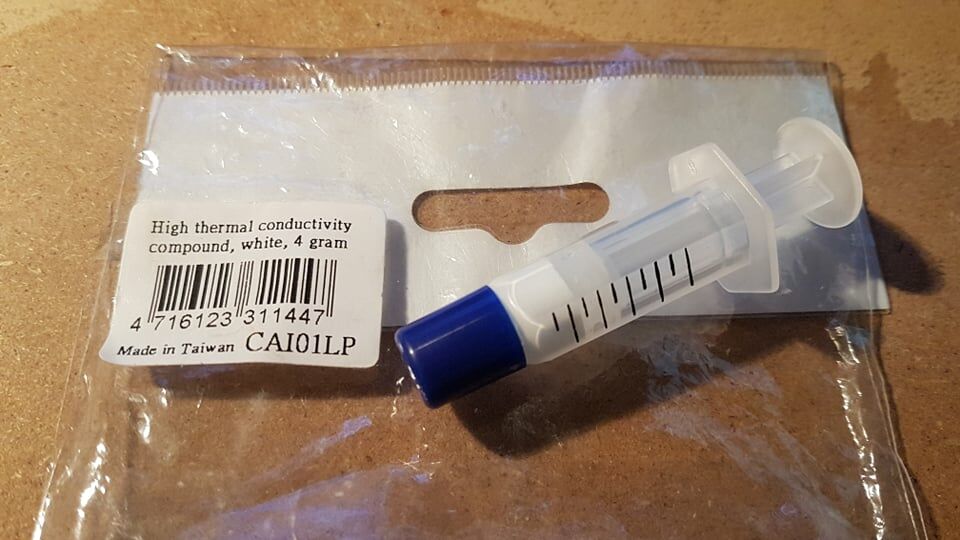 High thermal conductivity
compound, white, 4 gram
4 716123 311447
Made in Taiwan CAI01LP